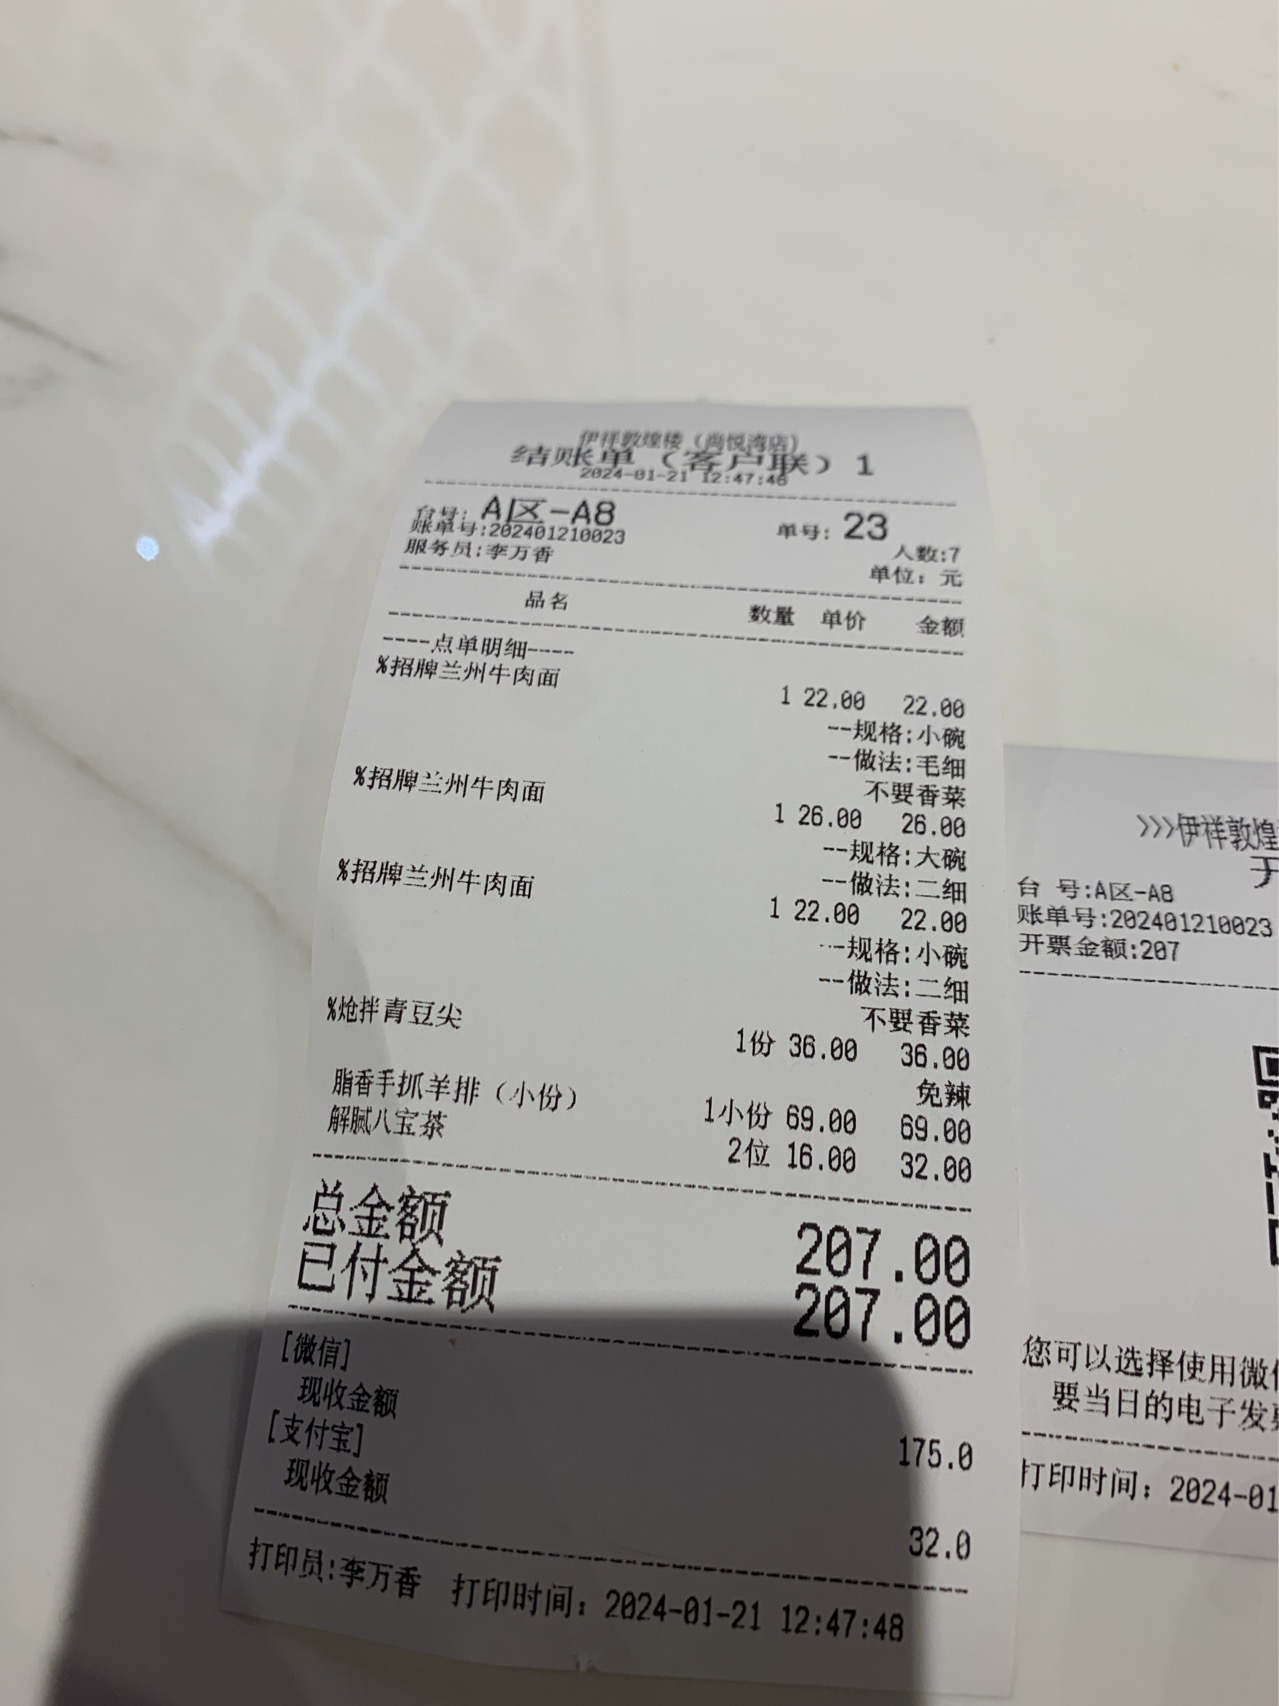 伊祥敦煌楼（尚悦湾店）
结账单（客户联）1
2024-01-21 12:47:48
台号: A区-A8 单号: 23
账单号:202401210023 人数:7
服务员:李万香 单位：元
品名 数量 单价 金额
----点单明细----
%招牌兰州牛肉面
1 22.00 22.00
--规格:小碗
--做法:毛细
不要香菜
%招牌兰州牛肉面
1 26.00 26.00
--规格:大碗
--做法:二细
%招牌兰州牛肉面
1 22.00 22.00
--规格:小碗
--做法:二细
不要香菜
%炝拌青豆尖
1份 36.00 36.00
免辣
脂香手抓羊排（小份）
1小份 69.00 69.00
解腻八宝茶
2位 16.00 32.00
总金额 207.00
已付金额 207.00
[微信]
现收金额
175.0
[支付宝]
现收金额
32.0
打印员:李万香 打印时间：2024-01-21 12:47:48
>>>伊祥敦煌
台 号:A区-A8
账单号:202401210023
开票金额:207
您可以选择使用微信
要当日的电子发票
打印时间：2024-01